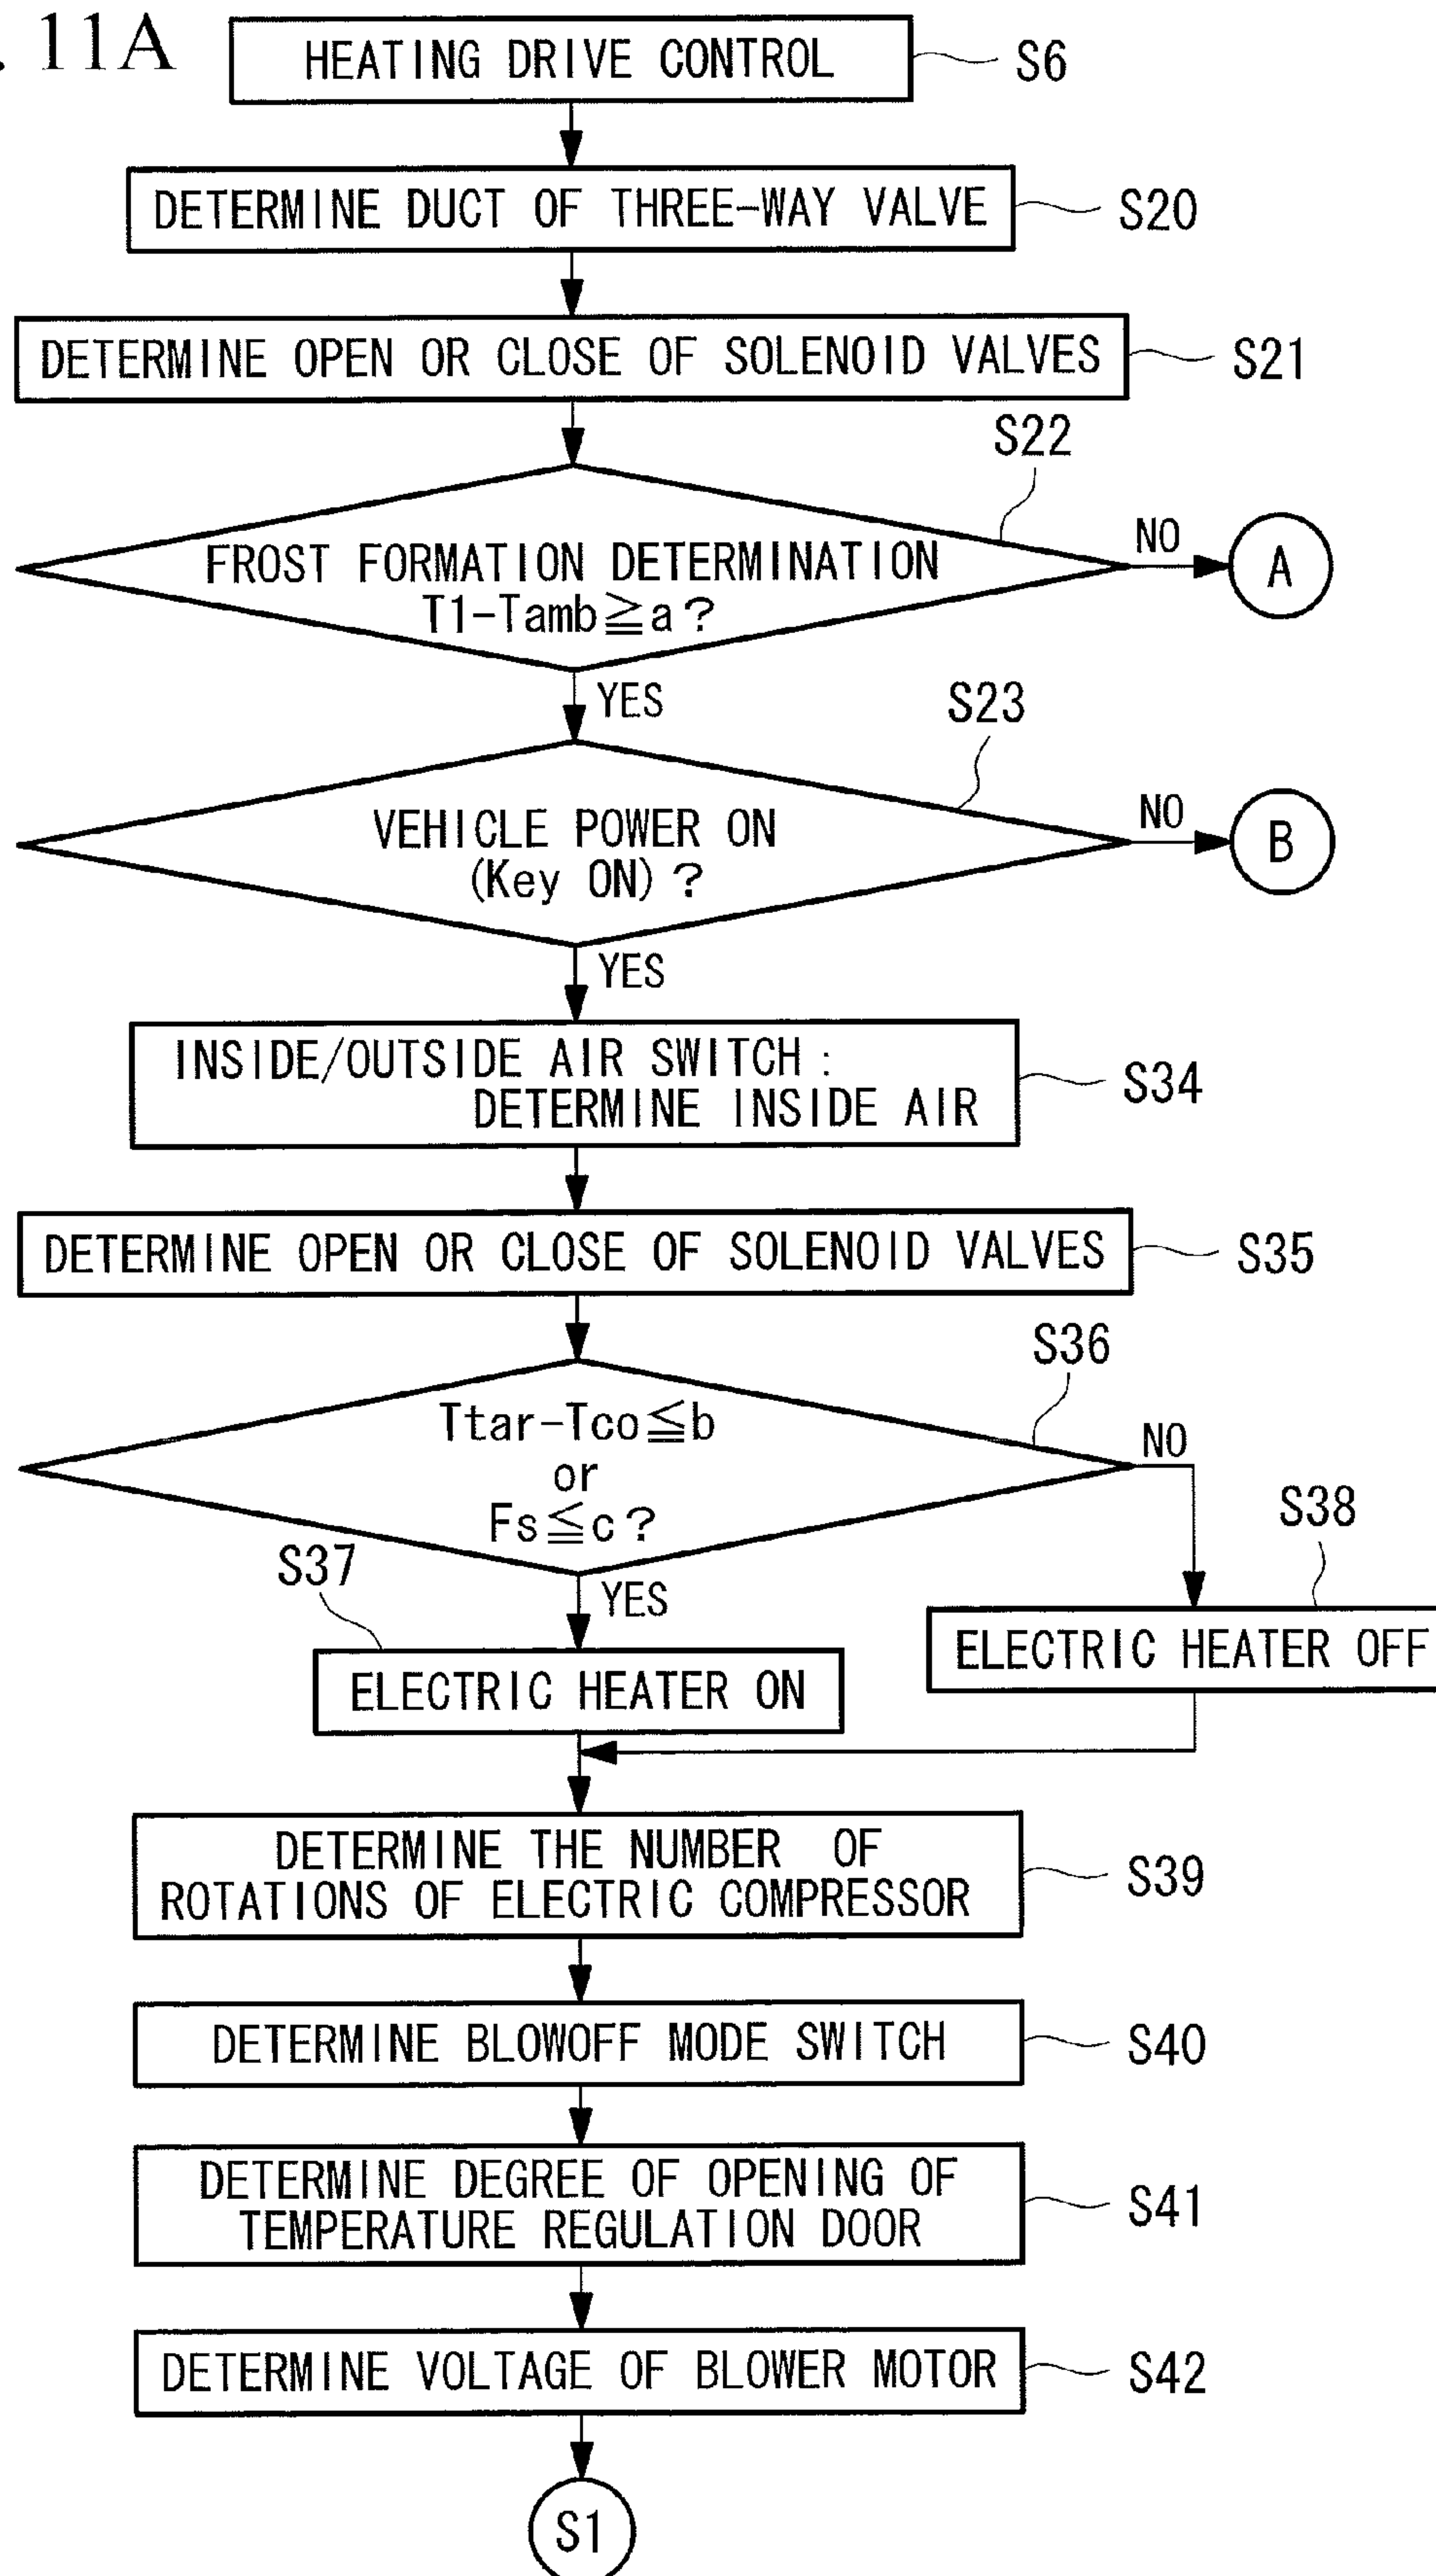 . 11A
HEATING DRIVE CONTROL
S6
DETERMINE DUCT OF THREE-WAY VALVE
S20
DETERMINE OPEN OR CLOSE OF SOLENOID VALVES
S21
S22
FROST FORMATION DETERMINATION
T1-Tamb≧a?
NO
A
YES
S23
VEHICLE POWER ON
(Key ON)?
NO
B
YES
INSIDE/OUTSIDE AIR SWITCH:
DETERMINE INSIDE AIR
S34
DETERMINE OPEN OR CLOSE OF SOLENOID VALVES
S35
S36
Ttar-Tco≦b
or
Fs≦c?
NO
S37
YES
S38
ELECTRIC HEATER ON
ELECTRIC HEATER OFF
DETERMINE THE NUMBER OF
ROTATIONS OF ELECTRIC COMPRESSOR
S39
DETERMINE BLOWOFF MODE SWITCH
S40
DETERMINE DEGREE OF OPENING OF
TEMPERATURE REGULATION DOOR
S41
DETERMINE VOLTAGE OF BLOWER MOTOR
S42
S1